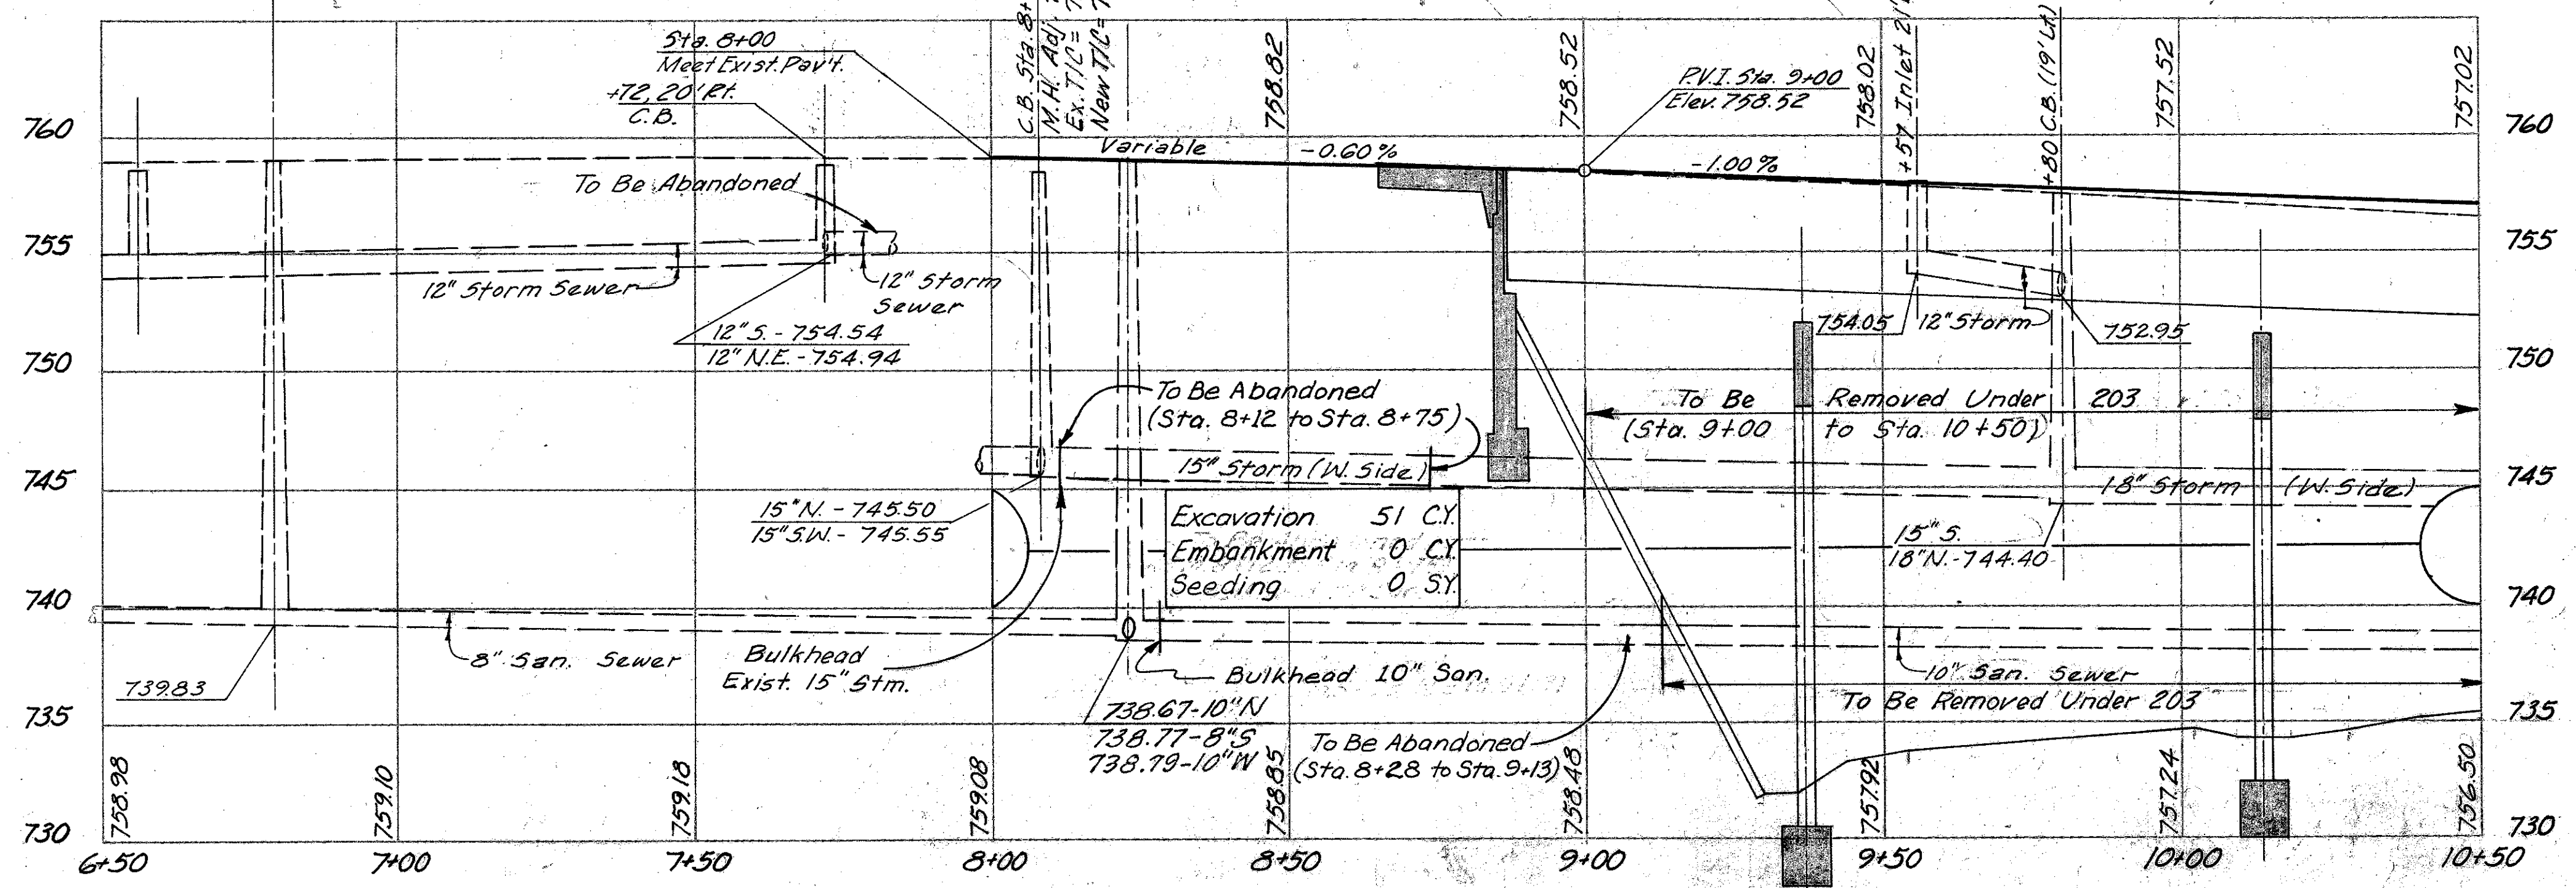 Sta. 8+00
Meet Exist. Pav't.
+72, 20' Rt.
C.B.
C.B. Sta. 8+
M.H. Adj.
Ex. T/C =
New T/C =
758.82
758.52
P.V.I. Sta. 9+00
Elev. 758.52
758.02
+57 Inlet 21'
+80 C.B. (19' Lt.)
757.52
757.02
760
760
Variable
-0.60%
-1.00%
To Be Abandoned
755
755
12" Storm Sewer
12" Storm
Sewer
12" S. - 754.54
12" N.E. - 754.94
754.05
12" Storm
752.95
750
750
To Be Abandoned
(Sta. 8+12 to Sta. 8+75)
To Be Removed Under 203
(Sta. 9+00 to Sta. 10+50)
15" Storm (W. Side)
745
745
18" Storm (W. Side)
15" N. - 745.50
15" S.W. - 745.55
Excavation 51 C.Y.
Embankment 0 C.Y.
Seeding 0 S.Y.
15" S.
18" N. - 744.40
740
740
8" San. Sewer
Bulkhead
Exist. 15" Stm.
Bulkhead 10" San.
10" San. Sewer
To Be Removed Under 203
739.83
738.67-10" N
738.77-8" S
738.79-10" W
To Be Abandoned
(Sta. 8+28 to Sta. 9+13)
735
735
758.98
759.10
759.18
759.08
758.85
758.48
757.92
757.24
756.50
730
730
6+50
7+00
7+50
8+00
8+50
9+00
9+50
10+00
10+50